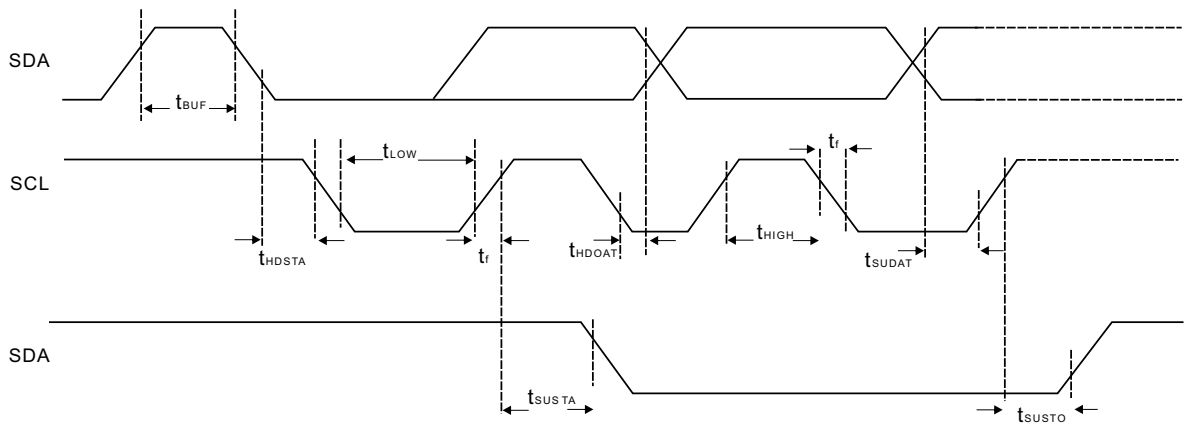 SDA
tBUF
tf
tLOW
SCL
tHDSTA
tf
tHDOAT
tHIGH
tSUDAT
SDA
tSUSTA
tSUSTO